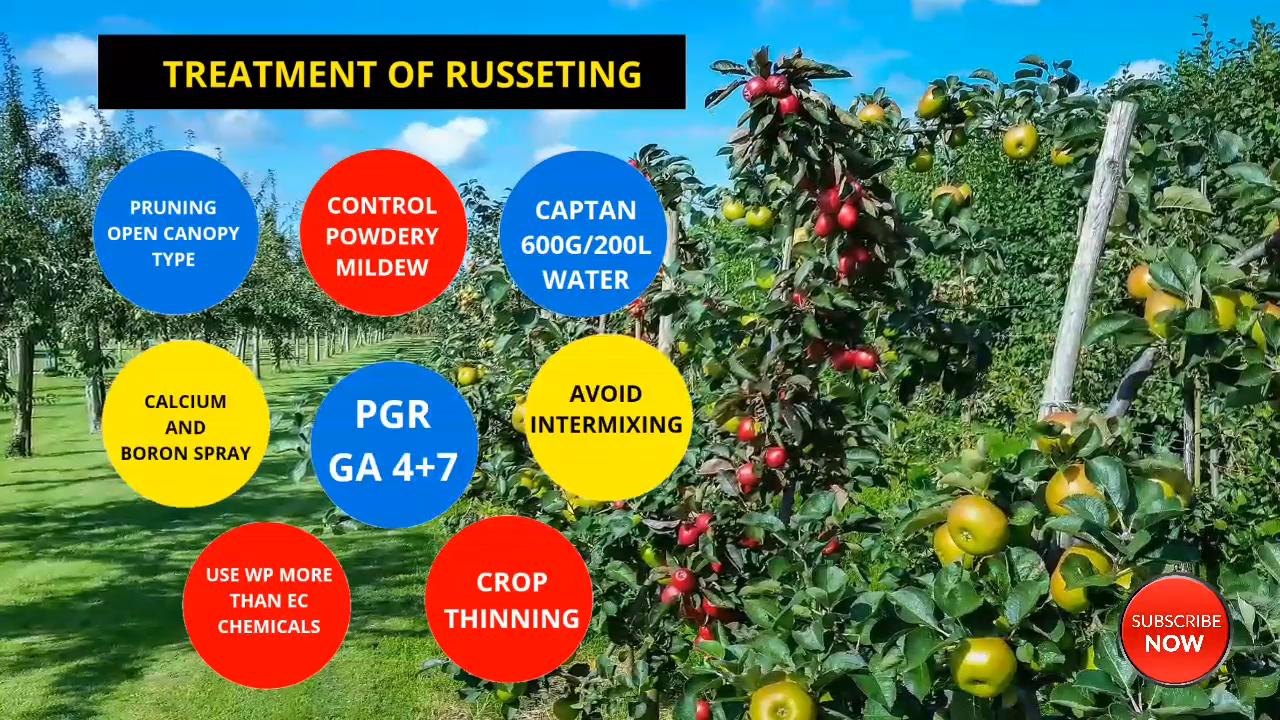 TREATMENT OF RUSSETING
PRUNING
OPEN CANOPY
TYPE
CONTROL
POWDERY
MILDEW
CAPTAN
600G/200L
WATER
CALCIUM
AND
BORON SPRAY
PGR
GA 4+7
AVOID
INTERMIXING
USE WP MORE
THAN EC
CHEMICALS
CROP
THINNING
SUBSCRIBE
NOW